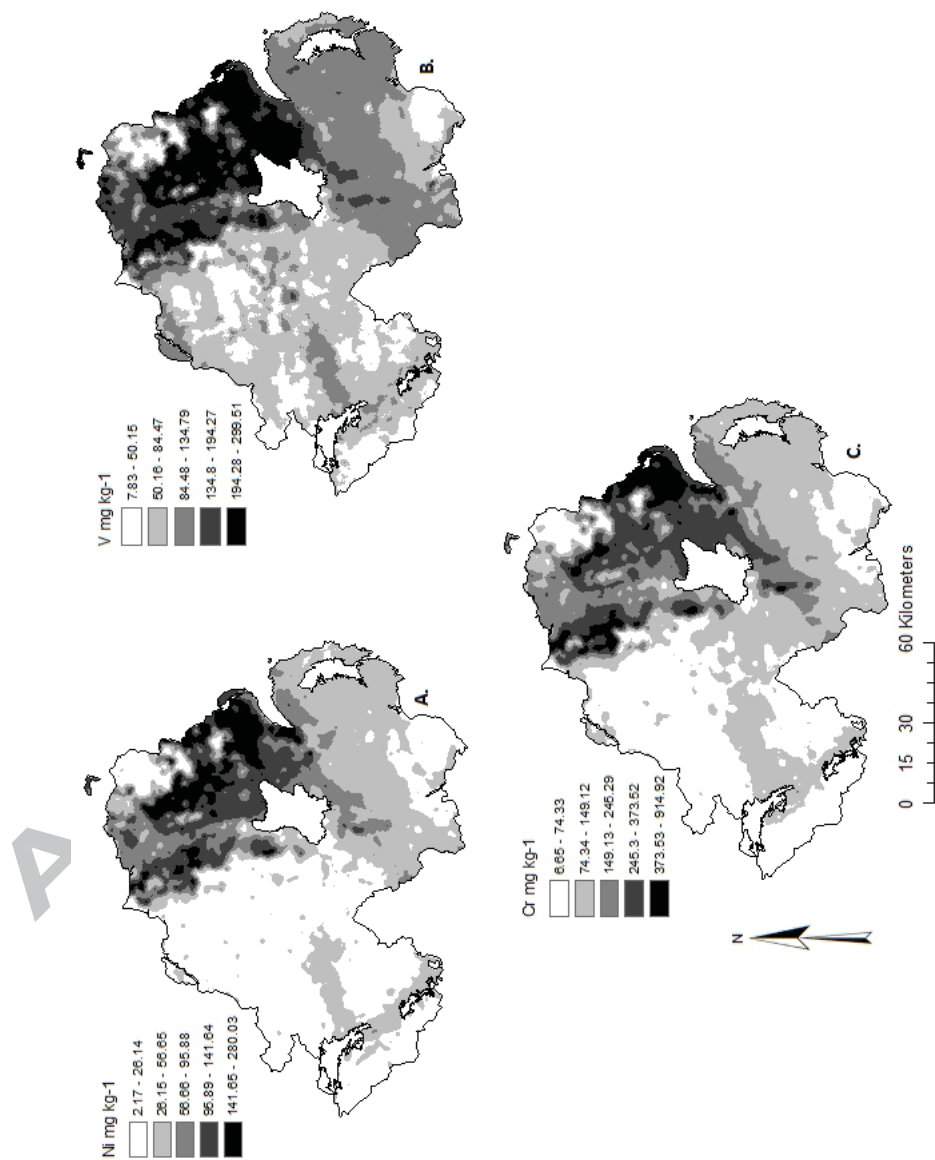 A
Ni mg kg-1
2.17 - 26.14
26.15 - 56.65
56.66 - 95.88
95.89 - 141.64
141.65 - 280.03
A.
V mg kg-1
7.83 - 50.15
50.16 - 84.47
84.48 - 134.79
134.8 - 194.27
194.28 - 299.51
B.
Cr mg kg-1
6.65 - 74.33
74.34 - 149.12
149.13 - 245.29
245.3 - 373.52
373.53 - 914.92
C.
N
0 15 30 60 Kilometers